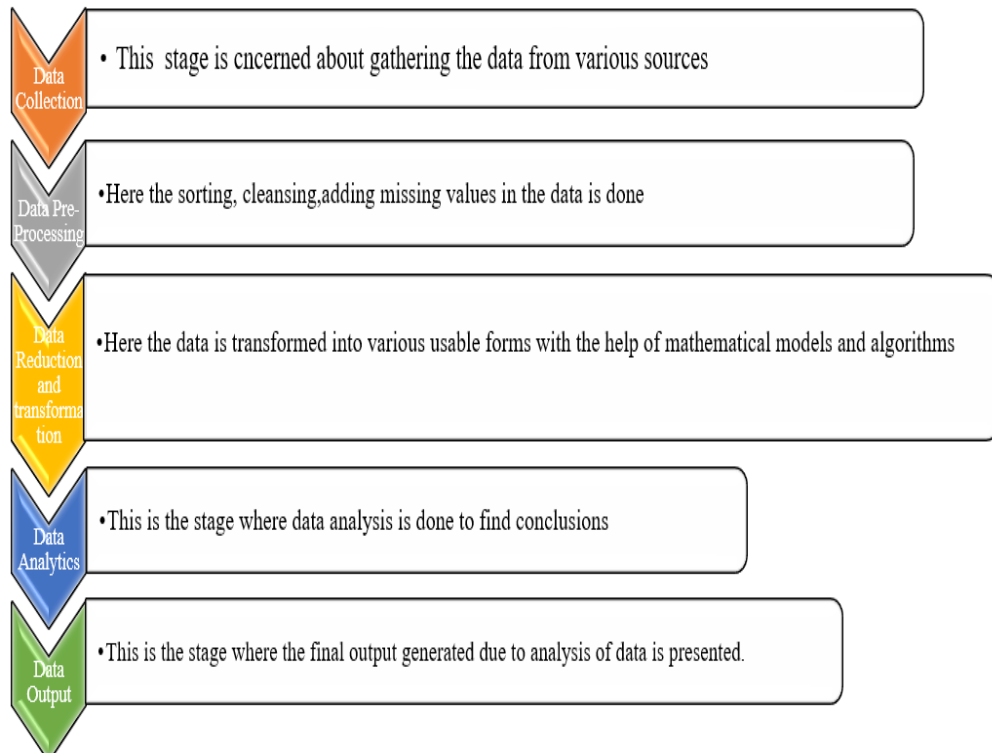 Data
Collection
• This stage is cncerned about gathering the data from various sources
Data Pre-
Processing
•Here the sorting, cleansing,adding missing values in the data is done
Data
Reduction
and
transforma
tion
•Here the data is transformed into various usable forms with the help of mathematical models and algorithms
Data
Analytics
•This is the stage where data analysis is done to find conclusions
Data
Output
•This is the stage where the final output generated due to analysis of data is presented.